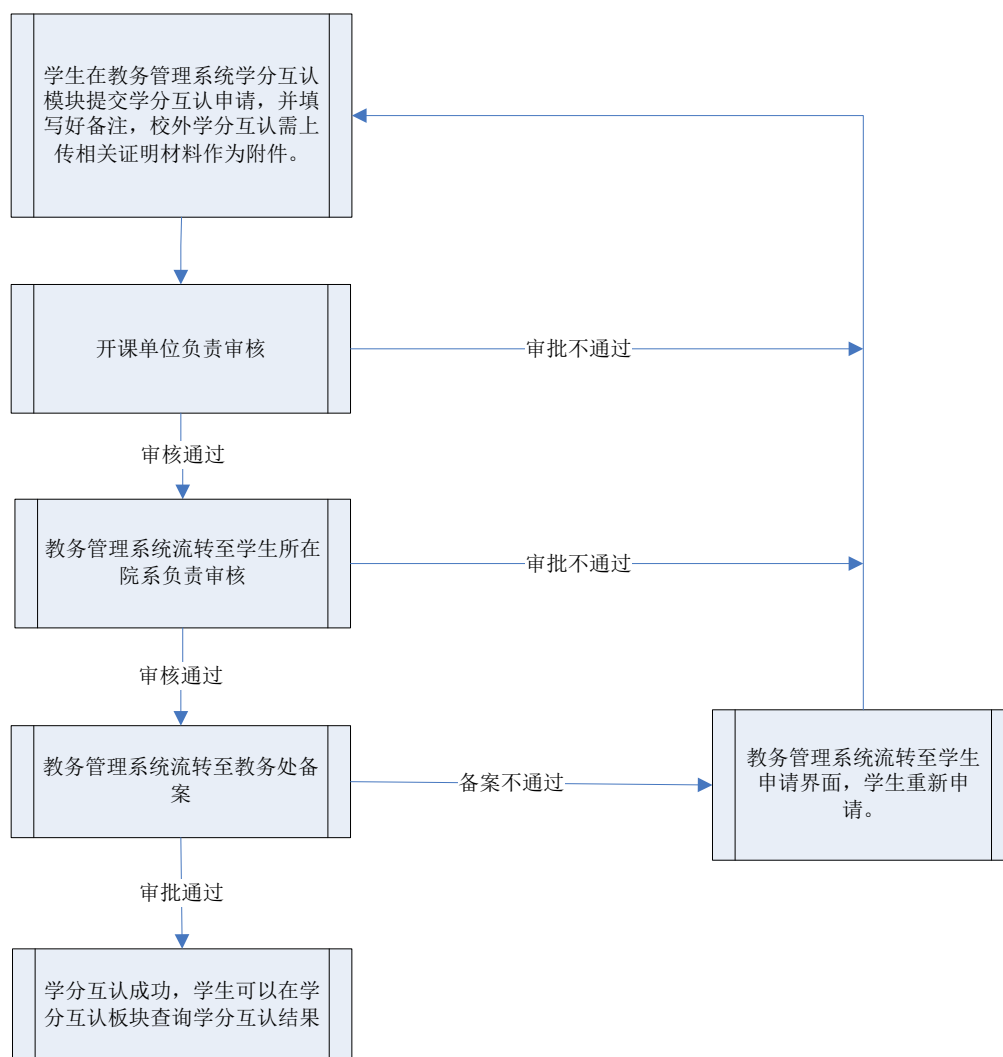 学生在教务管理系统学分互认
模块提交学分互认申请，并填
写好备注，校外学分互认需上
传相关证明材料作为附件。
开课单位负责审核
审批不通过
审核通过
教务管理系统流转至学生所在
院系负责审核
审批不通过
审核通过
教务管理系统流转至教务处备
案
备案不通过
教务管理系统流转至学生
申请界面，学生重新申
请。
审批通过
学分互认成功，学生可以在学
分互认板块查询学分互认结果